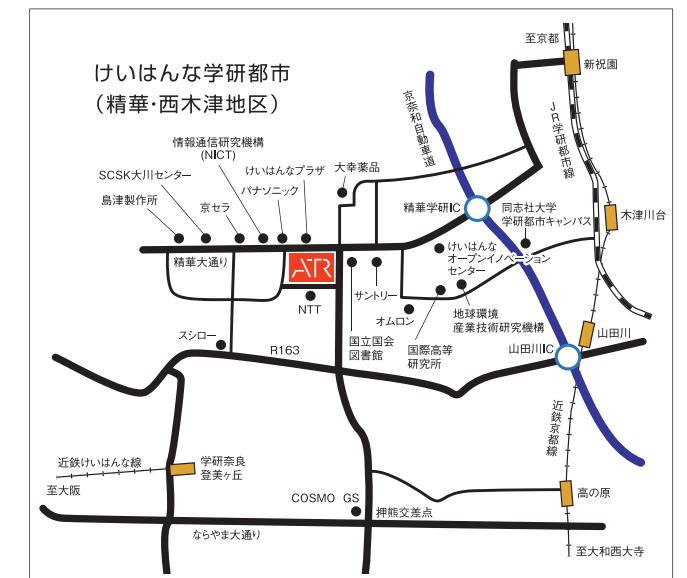 けいはんな学研都市
(精華・西木津地区)
至京都
新祝園
京奈和自動車道
JR学研都市線
情報通信研究機構
(NICT)
SCSK大川センター
けいはんなプラザ
大幸薬品
島津製作所
京セラ
パナソニック
精華学研IC
同志社大学
学研都市キャンパス
木津川台
精華大通り
ATR
けいはんな
オープンイノベーション
センター
NTT
サントリー
オムロン
地球環境
産業技術研究機構
スシロー
国立国会
図書館
国際高等
研究所
山田川
山田川IC
R163
近鉄京都線
近鉄けいはんな線
学研奈良
登美ヶ丘
至大阪
COSMO GS
押熊交差点
高の原
ならやま大通り
至大和西大寺